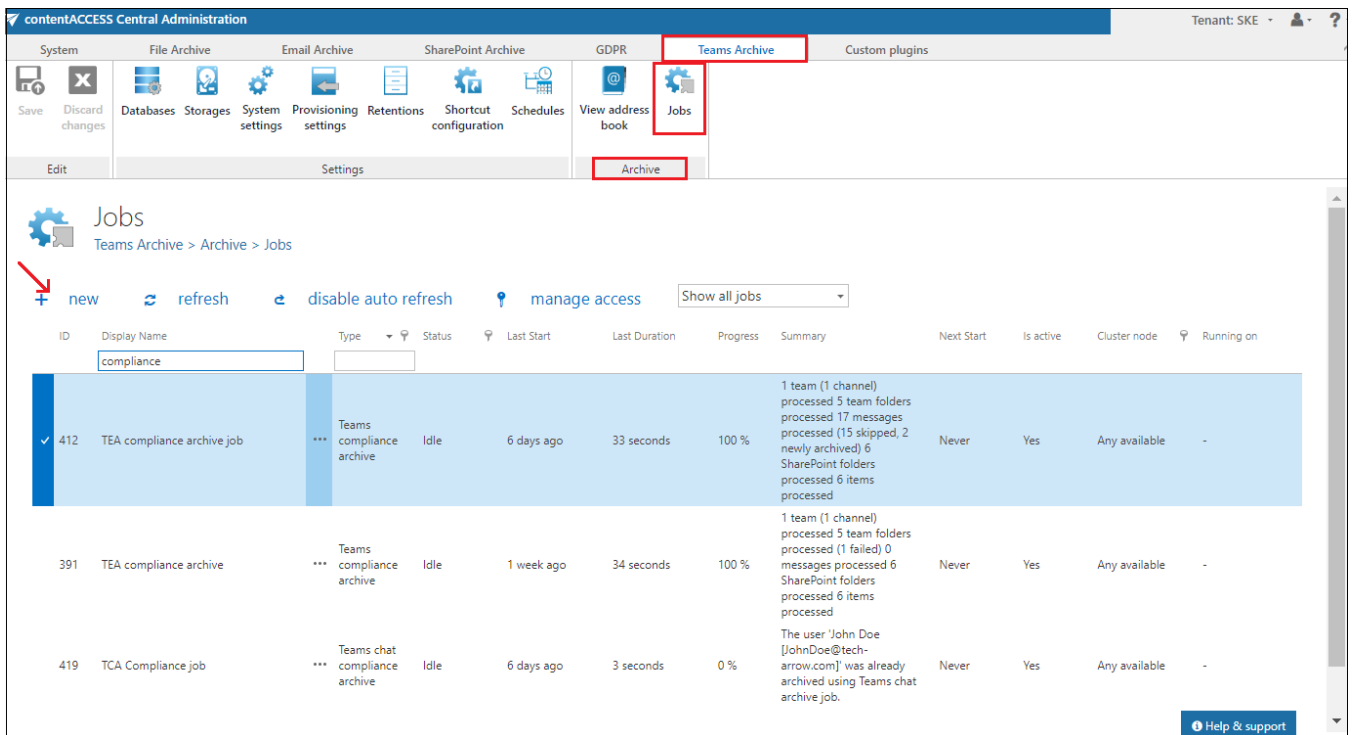 contentACCESS Central Administration
Tenant: SKE
?
System File Archive Email Archive SharePoint Archive GDPR Teams Archive Custom plugins
Save Discard changes Databases Storages System settings Provisioning settings Retentions Shortcut configuration Schedules View address book Jobs
Edit Settings Archive
Jobs
Teams Archive > Archive > Jobs
+ new refresh disable auto refresh manage access Show all jobs
ID Display Name Type Status Last Start Last Duration Progress Summary Next Start Is active Cluster node Running on
compliance
412 TEA compliance archive job ••• Teams compliance archive Idle 6 days ago 33 seconds 100 % 1 team (1 channel) processed 5 team folders processed 17 messages processed (15 skipped, 2 newly archived) 6 SharePoint folders processed 6 items processed Never Yes Any available -
391 TEA compliance archive ••• Teams compliance archive Idle 1 week ago 34 seconds 100 % 1 team (1 channel) processed 5 team folders processed (1 failed) 0 messages processed 6 SharePoint folders processed 6 items processed Never Yes Any available -
419 TCA Compliance job ••• Teams chat compliance archive Idle 6 days ago 3 seconds 0 % The user 'John Doe [JohnDoe@tech-arrow.com]' was already archived using Teams chat archive job. Never Yes Any available -
Help & support